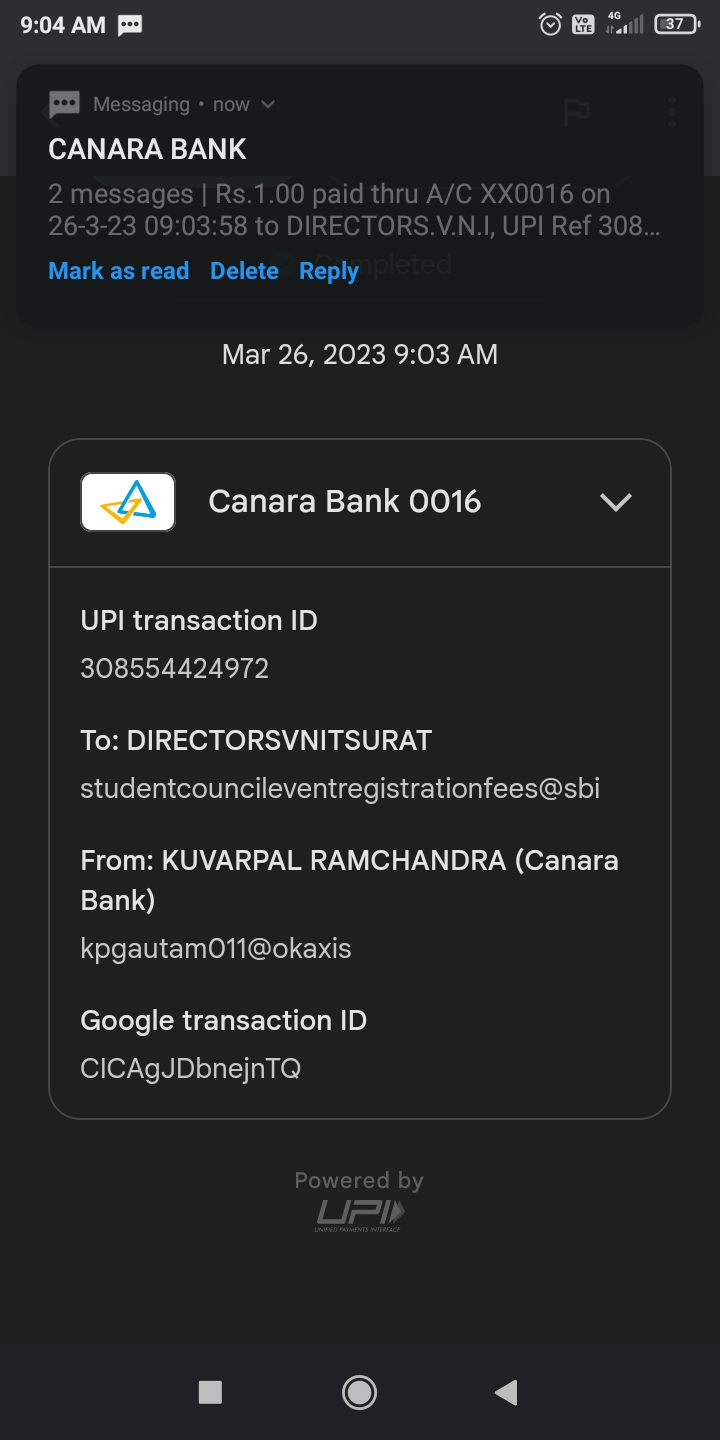 9:04 AM
Vo LTE
4G
37
Messaging • now
CANARA BANK
2 messages | Rs.1.00 paid thru A/C XX0016 on
26-3-23 09:03:58 to DIRECTORS.V.N.I, UPI Ref 308...
Mark as read Delete Reply
Completed
Mar 26, 2023 9:03 AM
Canara Bank 0016
UPI transaction ID
308554424972
To: DIRECTORSVNITSURAT
studentcouncileventregistrationfees@sbi
From: KUVARPAL RAMCHANDRA (Canara
Bank)
kpgautam011@okaxis
Google transaction ID
CICAgJDbnejnTQ
Powered by
UPI
UNIFIED PAYMENTS INTERFACE